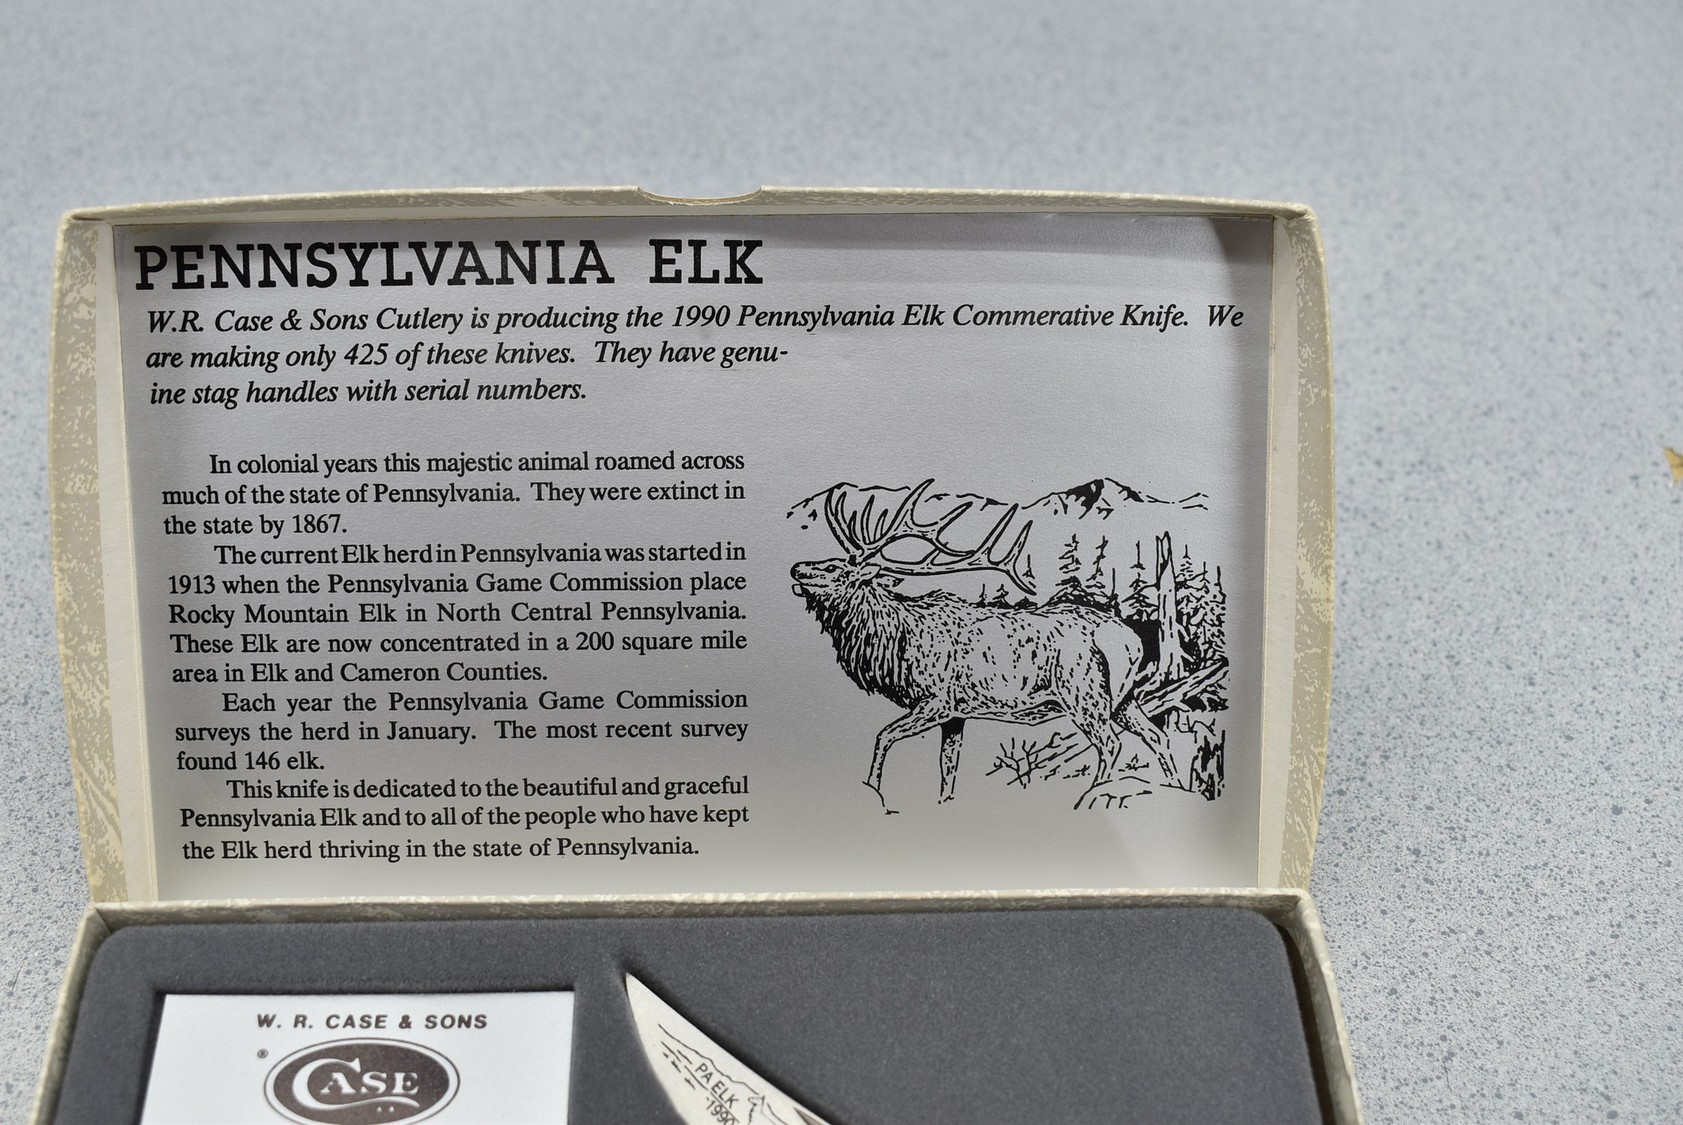 PENNSYLVANIA ELK
W.R. Case & Sons Cutlery is producing the 1990 Pennsylvania Elk Commerative Knife. We
are making only 425 of these knives. They have genu-
ine stag handles with serial numbers.
In colonial years this majestic animal roamed across
much of the state of Pennsylvania. They were extinct in
the state by 1867.
The current Elk herd in Pennsylvania was started in
1913 when the Pennsylvania Game Commission place
Rocky Mountain Elk in North Central Pennsylvania.
These Elk are now concentrated in a 200 square mile
area in Elk and Cameron Counties.
Each year the Pennsylvania Game Commission
surveys the herd in January. The most recent survey
found 146 elk.
This knife is dedicated to the beautiful and graceful
Pennsylvania Elk and to all of the people who have kept
the Elk herd thriving in the state of Pennsylvania.
W. R. CASE & SONS
®
CASE
PA ELK
-1990